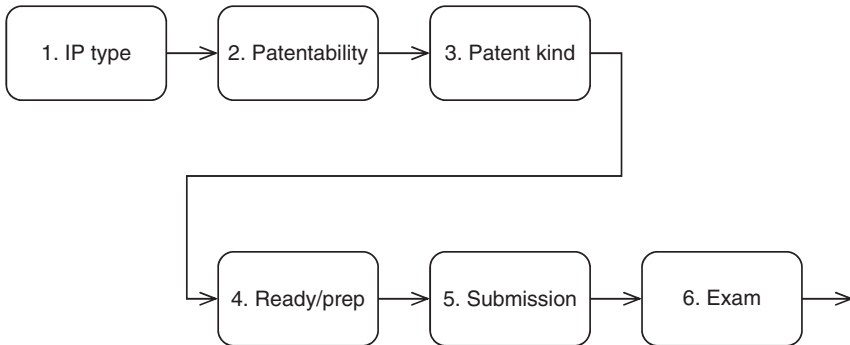 1. IP type
2. Patentability
3. Patent kind
4. Ready/prep
5. Submission
6. Exam